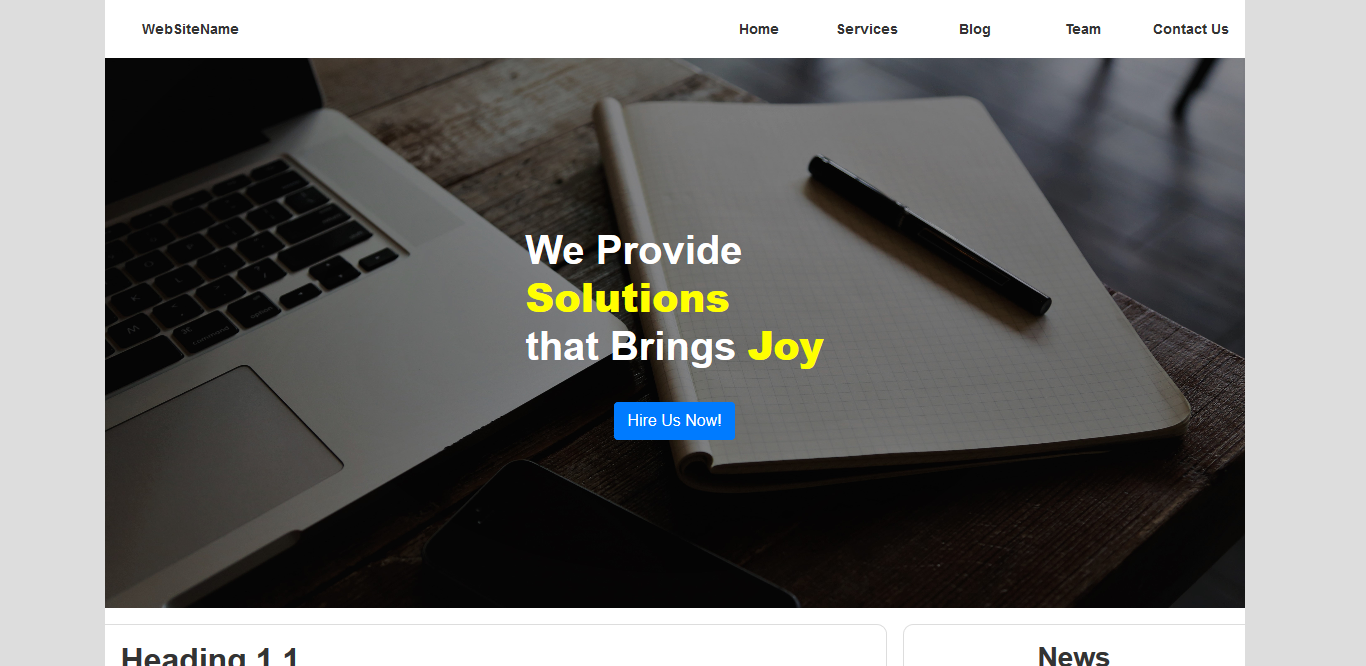 WebSiteName Home Services Blog Team Contact Us
We Provide
Solutions
that Brings Joy
Hire Us Now!
Heading 1.1
News